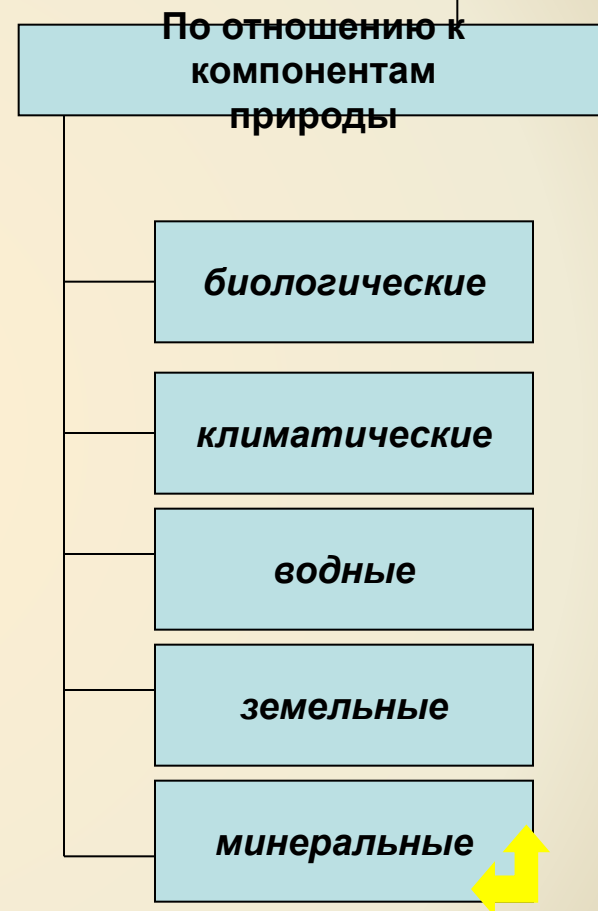 По отношению к
компонентам
природы
биологические
климатические
водные
земельные
минеральные